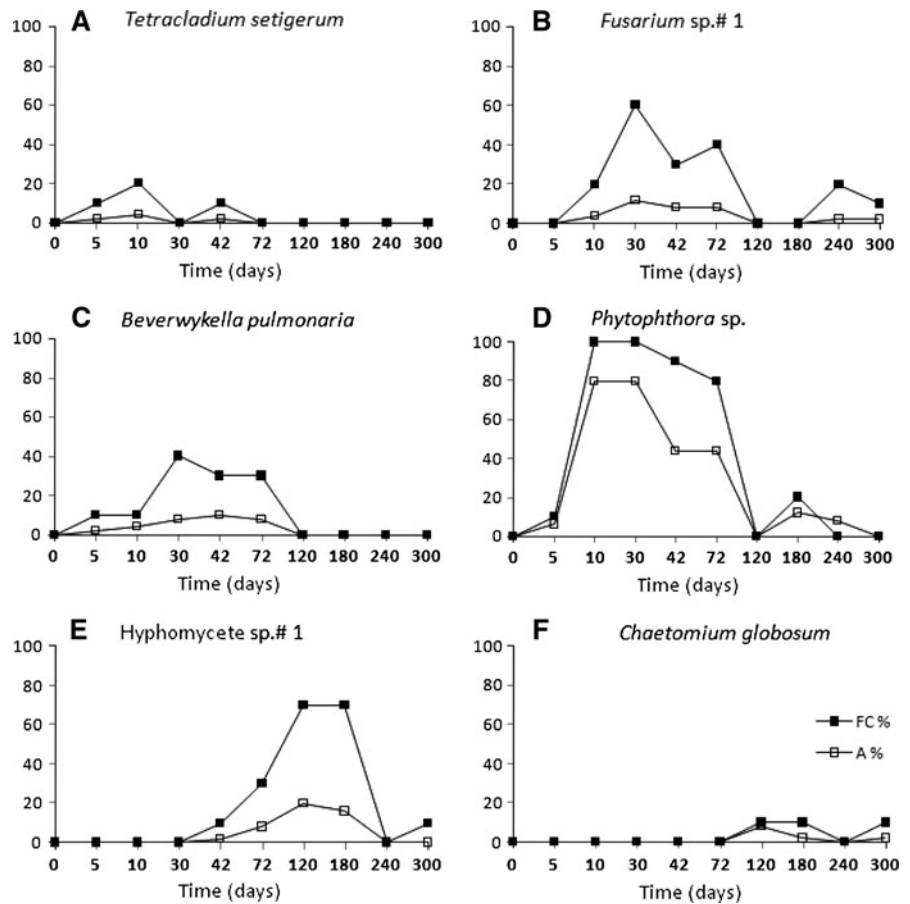 A Tetracladium setigerum
100
80
60
40
20
0
0 5 10 30 42 72 120 180 240 300
Time (days)
B Fusarium sp.# 1
100
80
60
40
20
0
0 5 10 30 42 72 120 180 240 300
Time (days)
C Beverwykella pulmonaria
100
80
60
40
20
0
0 5 10 30 42 72 120 180 240 300
Time (days)
D Phytophthora sp.
100
80
60
40
20
0
0 5 10 30 42 72 120 180 240 300
Time (days)
E Hyphomycete sp.# 1
100
80
60
40
20
0
0 5 10 30 42 72 120 180 240 300
Time (days)
F Chaetomium globosum
100
80
60
40
20
0
FC %
A %
0 5 10 30 42 72 120 180 240 300
Time (days)